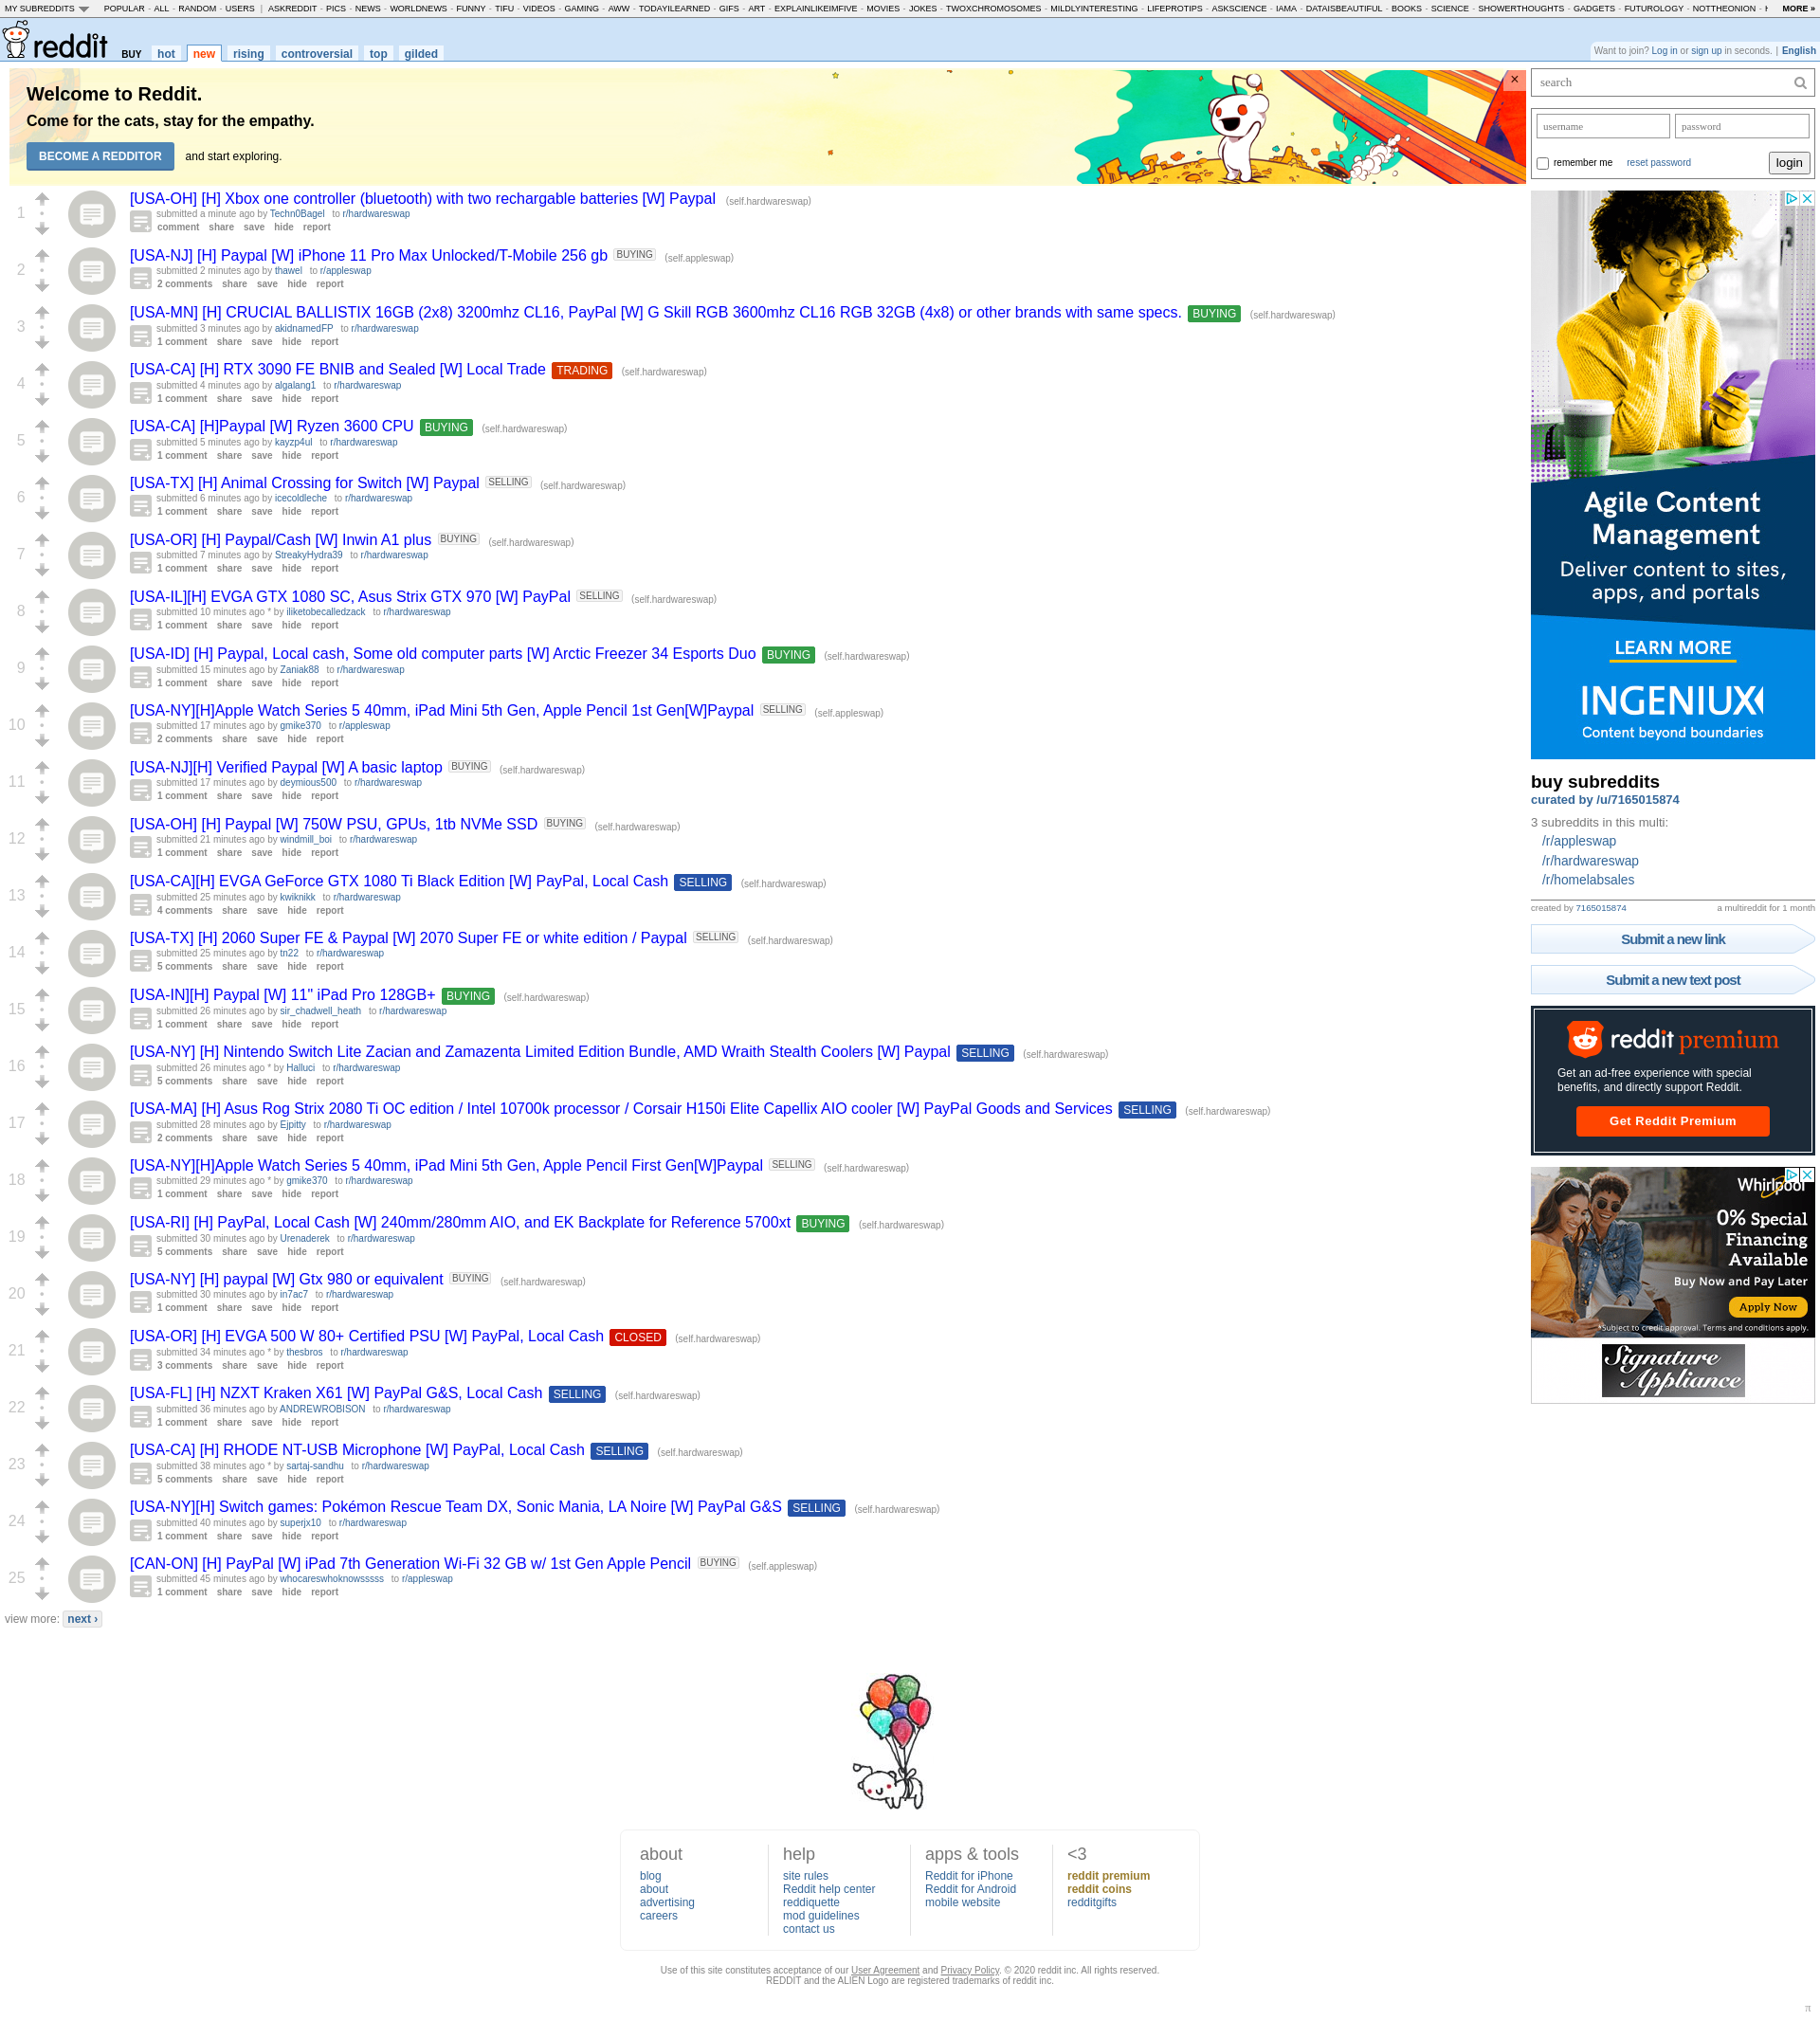 MY SUBREDDITS POPULAR - ALL - RANDOM - USERS | ASKREDDIT - PICS - NEWS - WORLDNEWS - FUNNY - TIFU - VIDEOS - GAMING - AWW - TODAYILEARNED - GIFS - ART - EXPLAINLIKEIMFIVE - MOVIES - JOKES - TWOXCHROMOSOMES - MILDLYINTERESTING - LIFEPROTIPS - ASKSCIENCE - IAMA - DATAISBEAUTIFUL - BOOKS - SCIENCE - SHOWERTHOUGHTS - GADGETS - FUTUROLOGY - NOTTHEONION - MORE »
reddit BUY hot new rising controversial top gilded
Want to join? Log in or sign up in seconds. | English
Welcome to Reddit.
Come for the cats, stay for the empathy.
BECOME A REDDITOR and start exploring.
×
1
[USA-OH] [H] Xbox one controller (bluetooth) with two rechargable batteries [W] Paypal (self.hardwareswap)
submitted a minute ago by Techn0Bagel to r/hardwareswap
comment share save hide report
2
[USA-NJ] [H] Paypal [W] iPhone 11 Pro Max Unlocked/T-Mobile 256 gb BUYING (self.appleswap)
submitted 2 minutes ago by thawel to r/appleswap
2 comments share save hide report
3
[USA-MN] [H] CRUCIAL BALLISTIX 16GB (2x8) 3200mhz CL16, PayPal [W] G Skill RGB 3600mhz CL16 RGB 32GB (4x8) or other brands with same specs. BUYING (self.hardwareswap)
submitted 3 minutes ago by akidnamedFP to r/hardwareswap
1 comment share save hide report
4
[USA-CA] [H] RTX 3090 FE BNIB and Sealed [W] Local Trade TRADING (self.hardwareswap)
submitted 4 minutes ago by algalang1 to r/hardwareswap
1 comment share save hide report
5
[USA-CA] [H]Paypal [W] Ryzen 3600 CPU BUYING (self.hardwareswap)
submitted 5 minutes ago by kayzp4ul to r/hardwareswap
1 comment share save hide report
6
[USA-TX] [H] Animal Crossing for Switch [W] Paypal SELLING (self.hardwareswap)
submitted 6 minutes ago by icecoldleche to r/hardwareswap
1 comment share save hide report
7
[USA-OR] [H] Paypal/Cash [W] Inwin A1 plus BUYING (self.hardwareswap)
submitted 7 minutes ago by StreakyHydra39 to r/hardwareswap
1 comment share save hide report
8
[USA-IL][H] EVGA GTX 1080 SC, Asus Strix GTX 970 [W] PayPal SELLING (self.hardwareswap)
submitted 10 minutes ago * by iliketobecalledzack to r/hardwareswap
1 comment share save hide report
9
[USA-ID] [H] Paypal, Local cash, Some old computer parts [W] Arctic Freezer 34 Esports Duo BUYING (self.hardwareswap)
submitted 15 minutes ago by Zaniak88 to r/hardwareswap
1 comment share save hide report
10
[USA-NY][H]Apple Watch Series 5 40mm, iPad Mini 5th Gen, Apple Pencil 1st Gen[W]Paypal SELLING (self.appleswap)
submitted 17 minutes ago by gmike370 to r/appleswap
2 comments share save hide report
11
[USA-NJ][H] Verified Paypal [W] A basic laptop BUYING (self.hardwareswap)
submitted 17 minutes ago by deymious500 to r/hardwareswap
1 comment share save hide report
12
[USA-OH] [H] Paypal [W] 750W PSU, GPUs, 1tb NVMe SSD BUYING (self.hardwareswap)
submitted 21 minutes ago by windmill_boi to r/hardwareswap
1 comment share save hide report
13
[USA-CA][H] EVGA GeForce GTX 1080 Ti Black Edition [W] PayPal, Local Cash SELLING (self.hardwareswap)
submitted 25 minutes ago by kwiknikk to r/hardwareswap
4 comments share save hide report
14
[USA-TX] [H] 2060 Super FE & Paypal [W] 2070 Super FE or white edition / Paypal SELLING (self.hardwareswap)
submitted 25 minutes ago by tn22 to r/hardwareswap
5 comments share save hide report
15
[USA-IN][H] Paypal [W] 11" iPad Pro 128GB+ BUYING (self.hardwareswap)
submitted 26 minutes ago by sir_chadwell_heath to r/hardwareswap
1 comment share save hide report
16
[USA-NY] [H] Nintendo Switch Lite Zacian and Zamazenta Limited Edition Bundle, AMD Wraith Stealth Coolers [W] Paypal SELLING (self.hardwareswap)
submitted 26 minutes ago * by Halluci to r/hardwareswap
5 comments share save hide report
17
[USA-MA] [H] Asus Rog Strix 2080 Ti OC edition / Intel 10700k processor / Corsair H150i Elite Capellix AIO cooler [W] PayPal Goods and Services SELLING (self.hardwareswap)
submitted 28 minutes ago by Ejpitty to r/hardwareswap
2 comments share save hide report
18
[USA-NY][H]Apple Watch Series 5 40mm, iPad Mini 5th Gen, Apple Pencil First Gen[W]Paypal SELLING (self.hardwareswap)
submitted 29 minutes ago * by gmike370 to r/hardwareswap
1 comment share save hide report
19
[USA-RI] [H] PayPal, Local Cash [W] 240mm/280mm AIO, and EK Backplate for Reference 5700xt BUYING (self.hardwareswap)
submitted 30 minutes ago by Urenaderek to r/hardwareswap
5 comments share save hide report
20
[USA-NY] [H] paypal [W] Gtx 980 or equivalent BUYING (self.hardwareswap)
submitted 30 minutes ago by in7ac7 to r/hardwareswap
1 comment share save hide report
21
[USA-OR] [H] EVGA 500 W 80+ Certified PSU [W] PayPal, Local Cash CLOSED (self.hardwareswap)
submitted 34 minutes ago * by thesbros to r/hardwareswap
3 comments share save hide report
22
[USA-FL] [H] NZXT Kraken X61 [W] PayPal G&S, Local Cash SELLING (self.hardwareswap)
submitted 36 minutes ago by ANDREWROBISON to r/hardwareswap
1 comment share save hide report
23
[USA-CA] [H] RHODE NT-USB Microphone [W] PayPal, Local Cash SELLING (self.hardwareswap)
submitted 38 minutes ago * by sartaj-sandhu to r/hardwareswap
5 comments share save hide report
24
[USA-NY][H] Switch games: Pokémon Rescue Team DX, Sonic Mania, LA Noire [W] PayPal G&S SELLING (self.hardwareswap)
submitted 40 minutes ago by superjx10 to r/hardwareswap
1 comment share save hide report
25
[CAN-ON] [H] PayPal [W] iPad 7th Generation Wi-Fi 32 GB w/ 1st Gen Apple Pencil BUYING (self.appleswap)
submitted 45 minutes ago by whocareswhoknowsssss to r/appleswap
1 comment share save hide report
view more: next ›
search
username password
remember me reset password login
Agile Content
Management
Deliver content to sites,
apps, and portals
LEARN MORE
INGENIUX
Content beyond boundaries
buy subreddits
curated by /u/7165015874
3 subreddits in this multi:
/r/appleswap
/r/hardwareswap
/r/homelabsales
created by 7165015874 a multireddit for 1 month
Submit a new link
Submit a new text post
reddit premium
Get an ad-free experience with special
benefits, and directly support Reddit.
Get Reddit Premium
Whirlpool
0% Special
Financing
Available
Buy Now and Pay Later
Apply Now
*Subject to credit approval. Terms and conditions apply.
Signature
Appliance
about
blog
about
advertising
careers
help
site rules
Reddit help center
reddiquette
mod guidelines
contact us
apps & tools
Reddit for iPhone
Reddit for Android
mobile website
<3
reddit premium
reddit coins
redditgifts
Use of this site constitutes acceptance of our User Agreement and Privacy Policy. © 2020 reddit inc. All rights reserved.
REDDIT and the ALIEN Logo are registered trademarks of reddit inc.
π